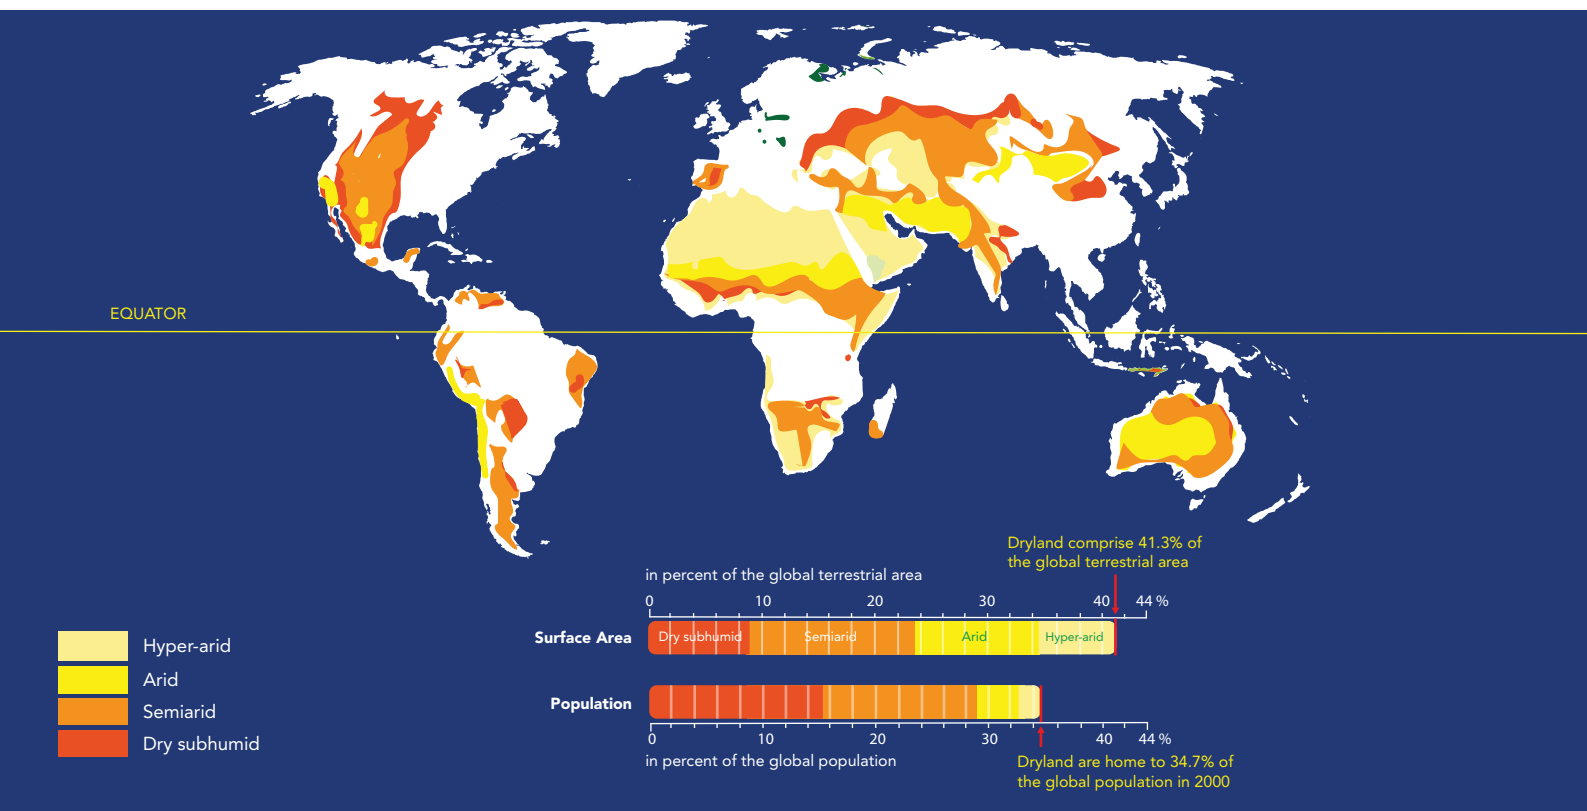 EQUATOR
Dryland comprise 41.3% of
the global terrestrial area
in percent of the global terrestrial area
0 10 20 30 40 44 %
Surface Area
Dry subhumid Semiarid Arid Hyper-arid
Population
0 10 20 30 40 44 %
in percent of the global population
Dryland are home to 34.7% of
the global population in 2000
Hyper-arid
Arid
Semiarid
Dry subhumid